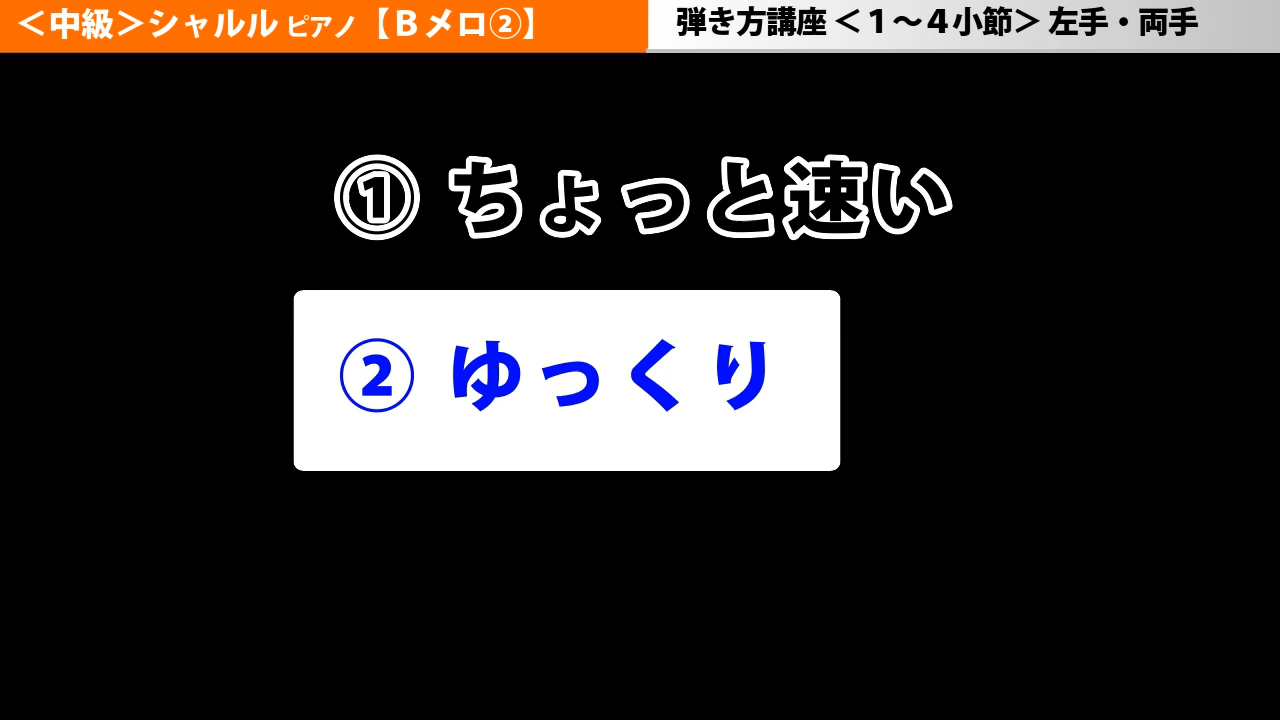 ＜中級＞シャルル ピアノ【Ｂメロ②】
弾き方講座＜１～４小節＞左手・両手
① ちょっと速い
② ゆっくり